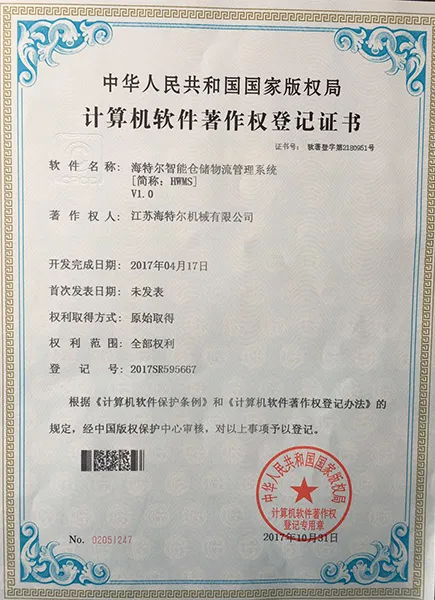 中华人民共和国国家版权局
计算机软件著作权登记证书
证书号： 软著登字第2180951号
软件名称： 海特尔智能仓储物流管理系统
[简称：HWMS]
V1.0
著作权人： 江苏海特尔机械有限公司
开发完成日期： 2017年04月17日
首次发表日期： 未发表
权利取得方式： 原始取得
权利范围： 全部权利
登记号： 2017SR595667
根据《计算机软件保护条例》和《计算机软件著作权登记办法》的
规定，经中国版权保护中心审核，对以上事项予以登记。
中华人民共和国国家版权局
计算机软件著作权
登记专用章
No. 02051247
2017年10月31日